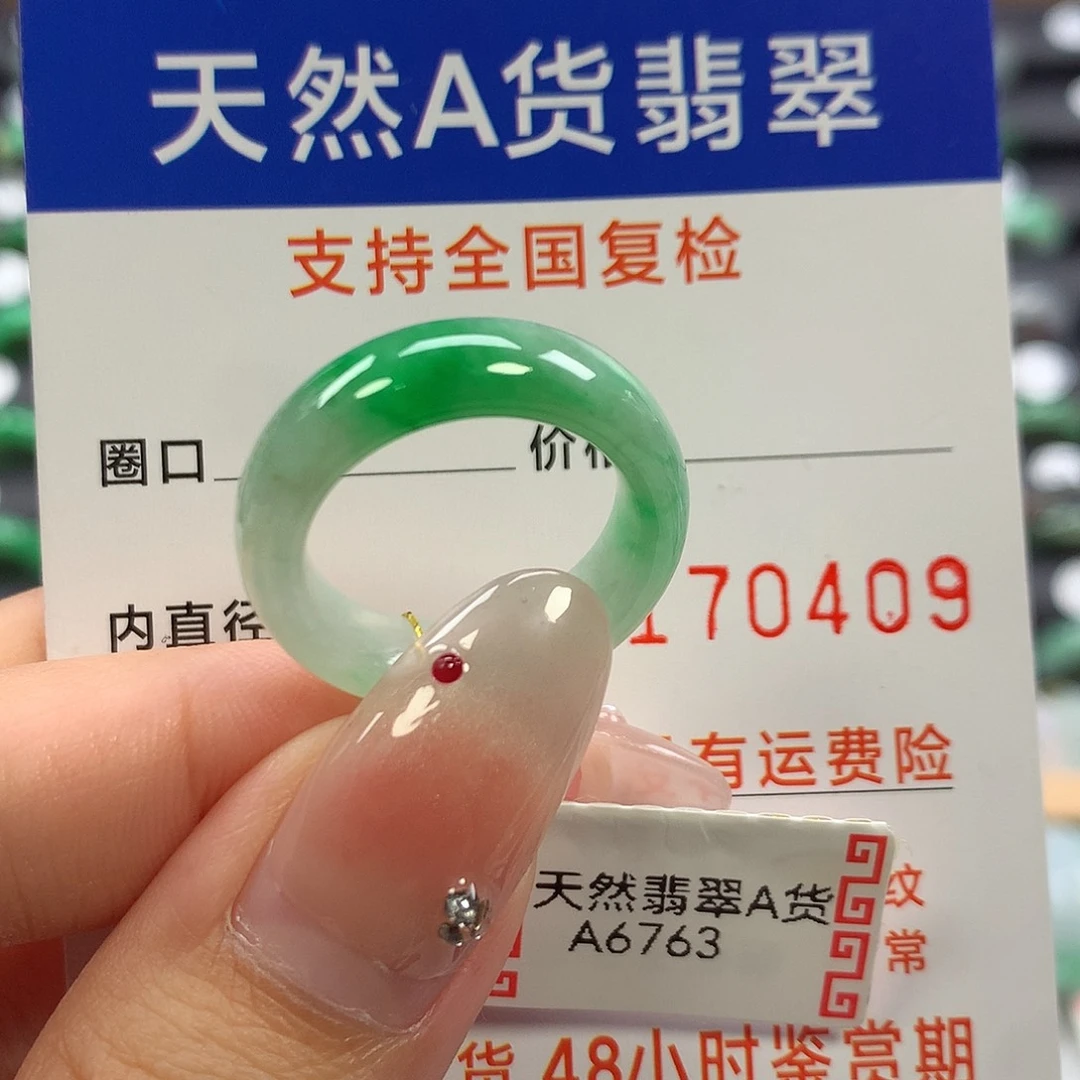 天然A货翡翠
支持全国复检
圈口 价格
内直径 170409
有运费险
纹
常
天然翡翠A货
A6763
货 48小时鉴赏期